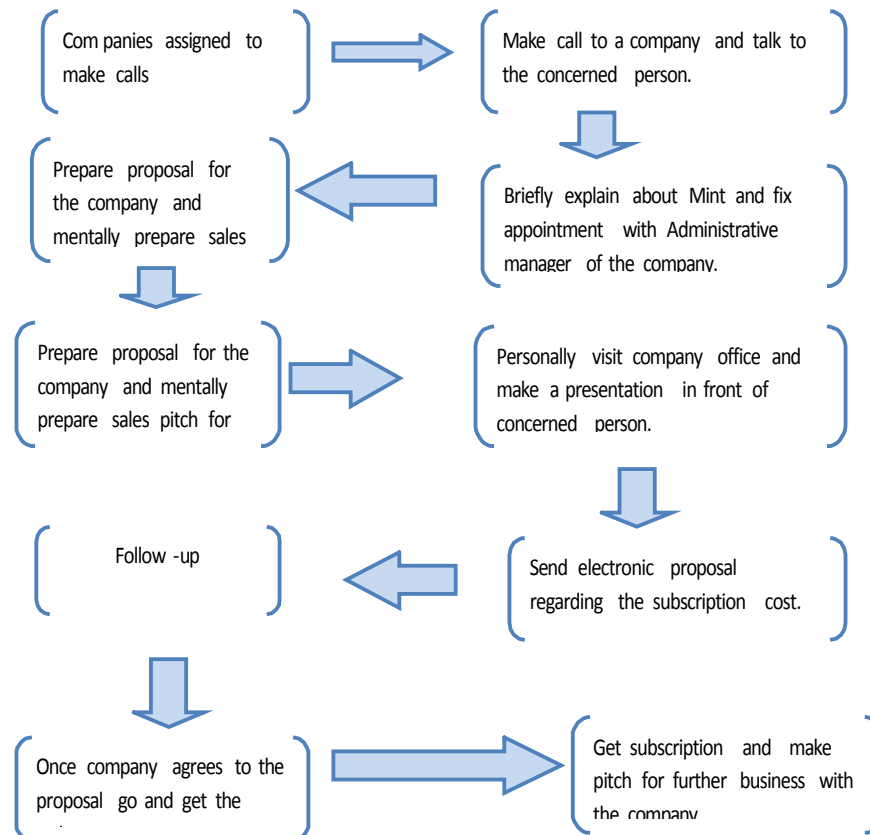 Com panies assigned to
make calls
Make call to a company and talk to
the concerned person.
Briefly explain about Mint and fix
appointment with Administrative
manager of the company.
Prepare proposal for
the company and
mentally prepare sales
Prepare proposal for the
company and mentally
prepare sales pitch for
Personally visit company office and
make a presentation in front of
concerned person.
Send electronic proposal
regarding the subscription cost.
Follow -up
Once company agrees to the
proposal go and get the
Get subscription and make
pitch for further business with
the company